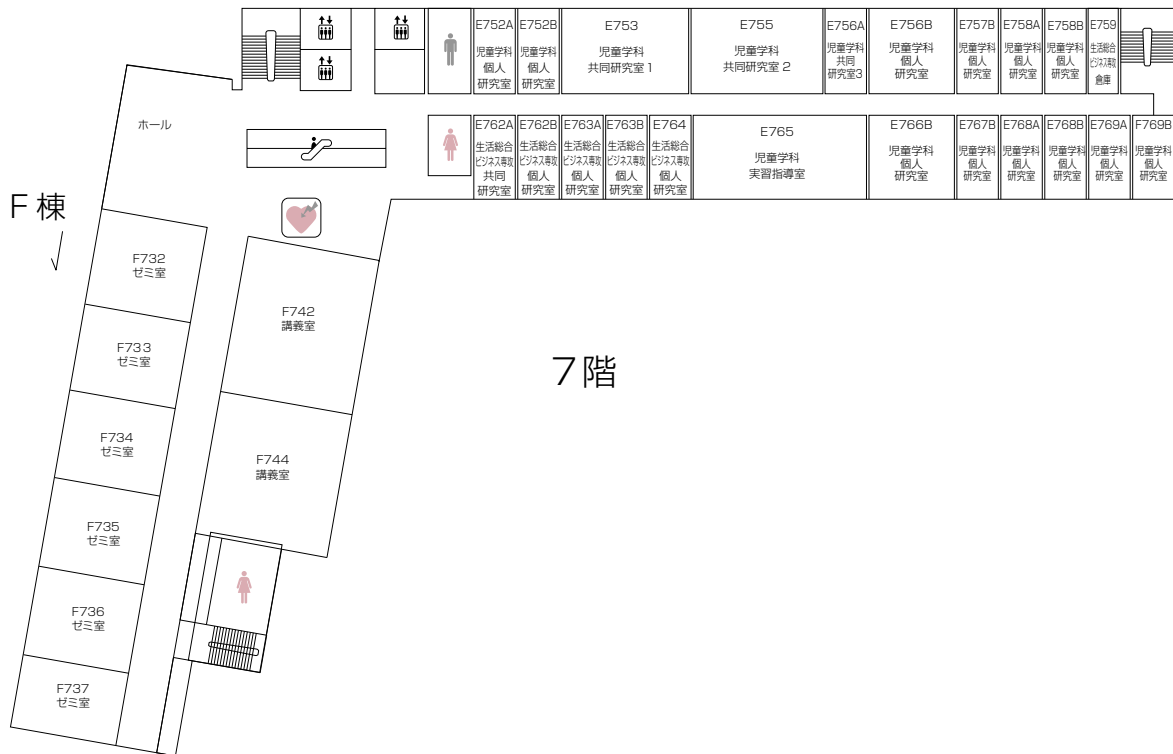 E752A
児童学科
個人
研究室
E752B
児童学科
個人
研究室
E753
児童学科
共同研究室 1
E755
児童学科
共同研究室 2
E756A
児童学科
共同
研究室3
E756B
児童学科
個人
研究室
E757B
児童学科
個人
研究室
E758A
児童学科
個人
研究室
E758B
児童学科
個人
研究室
E759
生活総合
ビジネス専攻
倉庫
ホール
E762A
生活総合
ビジネス専攻
共同
研究室
E762B
生活総合
ビジネス専攻
個人
研究室
E763A
生活総合
ビジネス専攻
個人
研究室
E763B
生活総合
ビジネス専攻
個人
研究室
E764
生活総合
ビジネス専攻
個人
研究室
E765
児童学科
実習指導室
E766B
児童学科
個人
研究室
E767B
児童学科
個人
研究室
E768A
児童学科
個人
研究室
E768B
児童学科
個人
研究室
E769A
児童学科
個人
研究室
F769B
児童学科
個人
研究室
F 棟
F732
ゼミ室
F742
講義室
F733
ゼミ室
7階
F734
ゼミ室
F744
講義室
F735
ゼミ室
F736
ゼミ室
F737
ゼミ室